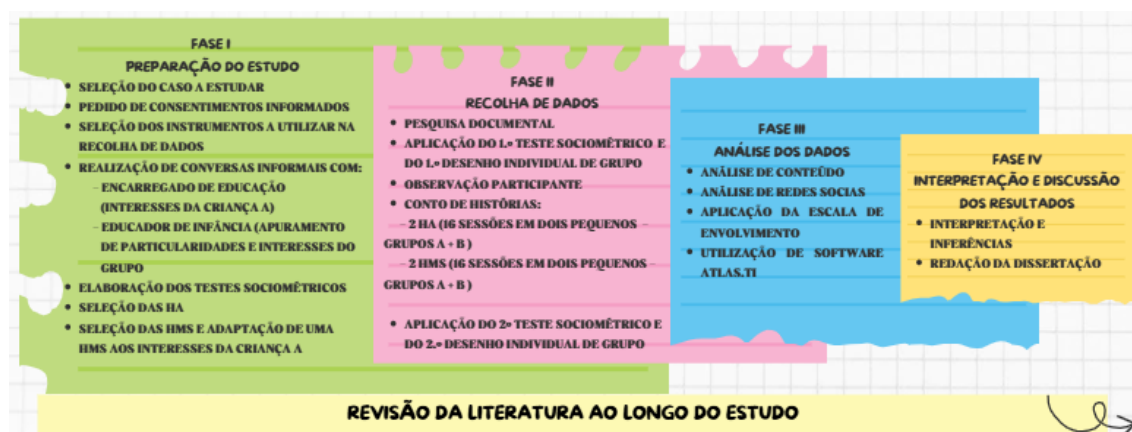 FASE I
PREPARAÇÃO DO ESTUDO
• SELEÇÃO DO CASO A ESTUDAR
• PEDIDO DE CONSENTIMENTOS INFORMADOS
• SELEÇÃO DOS INSTRUMENTOS A UTILIZAR NA
RECOLHA DE DADOS
• REALIZAÇÃO DE CONVERSAS INFORMAIS COM:
– ENCARREGADO DE EDUCAÇÃO
(INTERESSES DA CRIANÇA A)
– EDUCADOR DE INFÂNCIA (APURAMENTO
DE PARTICULARIDADES E INTERESSES DO
GRUPO
• ELABORAÇÃO DOS TESTES SOCIOMÉTRICOS
• SELEÇÃO DAS HA
• SELEÇÃO DAS HMS E ADAPTAÇÃO DE UMA
HMS AOS INTERESSES DA CRIANÇA A
FASE II
RECOLHA DE DADOS
• PESQUISA DOCUMENTAL
• APLICAÇÃO DO 1.º TESTE SOCIOMÉTRICO E
DO 1.º DESENHO INDIVIDUAL DE GRUPO
• OBSERVAÇÃO PARTICIPANTE
• CONTO DE HISTÓRIAS:
– 2 HA (16 SESSÕES EM DOIS PEQUENOS
GRUPOS A + B )
– 2 HMS (16 SESSÕES EM DOIS PEQUENOS
GRUPOS A + B )
• APLICAÇÃO DO 2º TESTE SOCIOMÉTRICO E
DO 2.º DESENHO INDIVIDUAL DE GRUPO
FASE III
ANÁLISE DOS DADOS
• ANÁLISE DE CONTEÚDO
• ANÁLISE DE REDES SOCIAS
• APLICAÇÃO DA ESCALA DE
ENVOLVIMENTO
• UTILIZAÇÃO DE SOFTWARE
ATLAS.TI
FASE IV
INTERPRETAÇÃO E DISCUSSÃO
DOS RESULTADOS
• INTERPRETAÇÃO E
INFERÊNCIAS
• REDAÇÃO DA DISSERTAÇÃO
REVISÃO DA LITERATURA AO LONGO DO ESTUDO